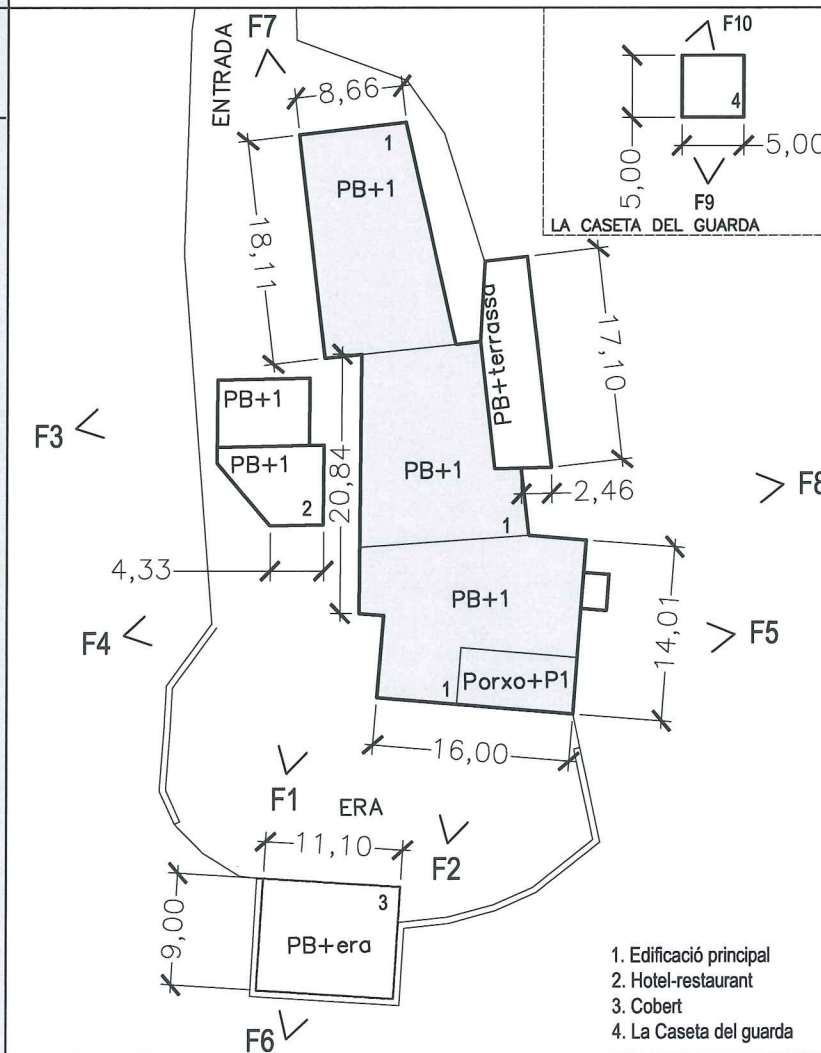 F7
F10
ENTRADA
8,66
1
4
PB+1
5,00
5,00
F9
18,11
LA CASETA DEL GUARDA
PB+terrassa
17,10
PB+1
F3
PB+1
PB+1
20,84
2
2,46
F8
1
4,33
PB+1
14,01
F4
F5
Porxo+P1
1
16,00
F1
ERA
11,10
F2
3
9,00
PB+era
F6
1. Edificació principal
2. Hotel-restaurant
3. Cobert
4. La Caseta del guarda